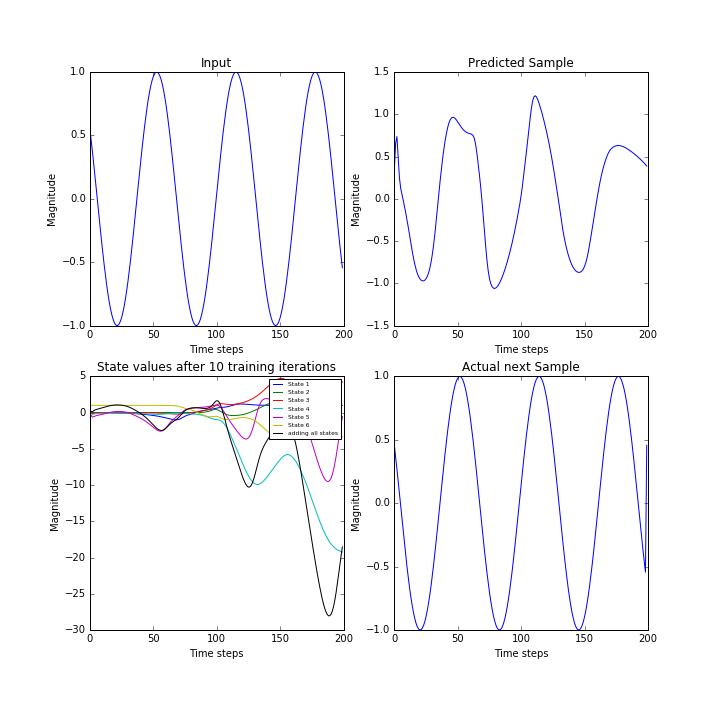 Input
Predicted Sample
1.0
0.5
0.0
−0.5
−1.0
Magnitude
0
50
100
150
200
Time steps
1.5
1.0
0.5
0.0
−0.5
−1.0
−1.5
Magnitude
0
50
100
150
200
Time steps
State values after 10 training iterations
Actual next Sample
5
0
−5
−10
−15
−20
−25
−30
Magnitude
State 1
State 2
State 3
State 4
State 5
State 6
adding all states
0
50
100
150
200
Time steps
1.0
0.5
0.0
−0.5
−1.0
Magnitude
0
50
100
150
200
Time steps